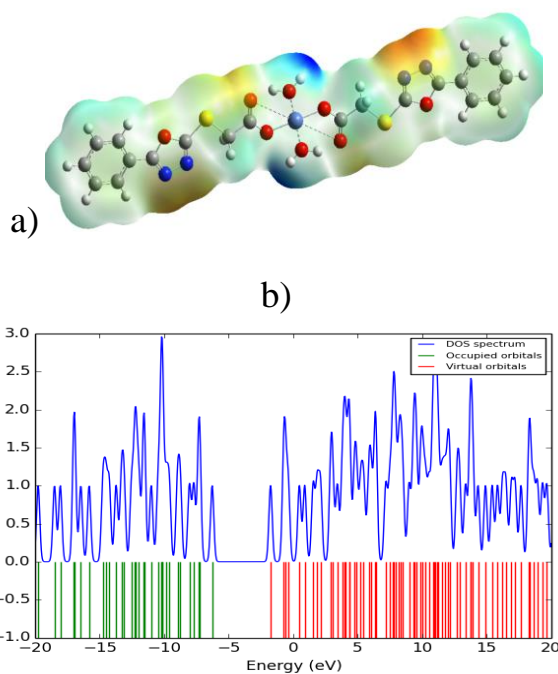 a)
b)
3.0
DOS spectrum
Occupied orbitals
Virtual orbitals
2.5
2.0
1.5
1.0
0.5
0.0
−0.5
−1.0
−20 −15 −10 −5 0 5 10 15 20
Energy (eV)